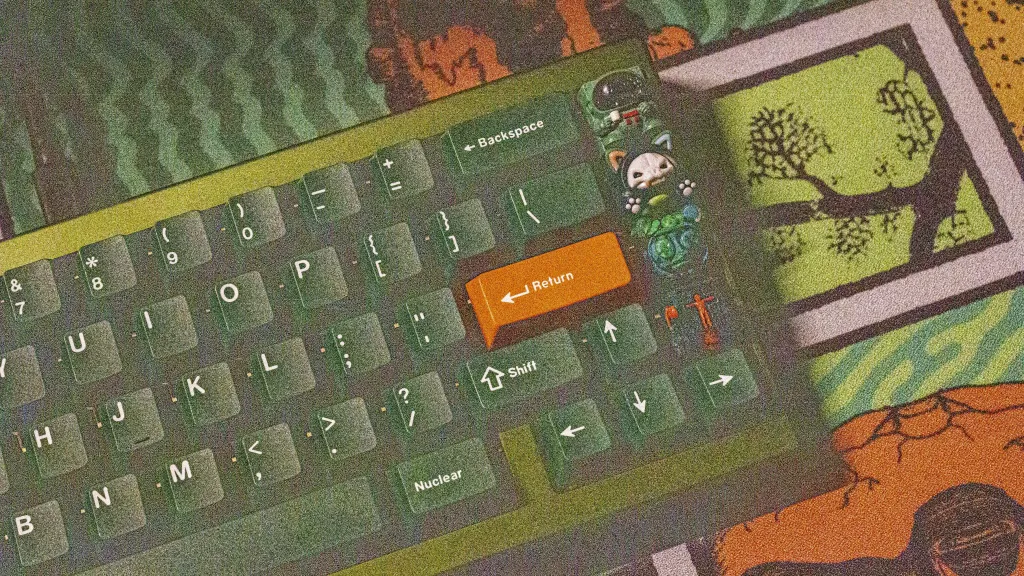 & 7
* 8
( 9
) 0
_ -
+ =
← Backspace
Y
U
I
O
P
{ [
} ]
| \
H
J
K
L
: ;
" '
Return
B
N
M
< ,
> .
? /
⇧ Shift
↑
Nuclear
←
↓
→